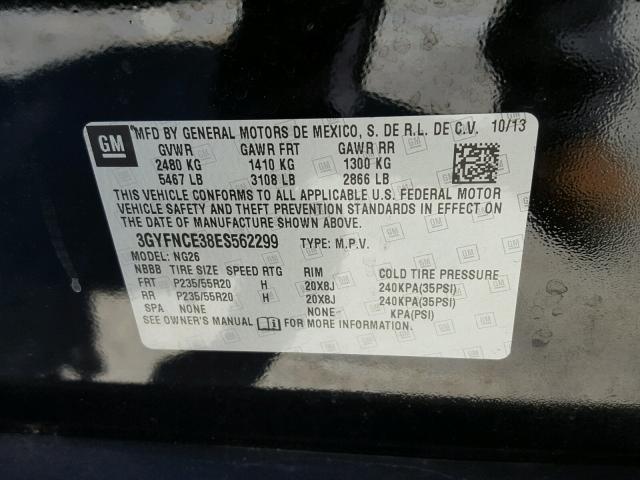 GM
MFD BY GENERAL MOTORS DE MEXICO, S. DE R.L. DE C.V. 10/13
GVWR GAWR FRT GAWR RR
2480 KG 1410 KG 1300 KG
5467 LB 3108 LB 2866 LB
THIS VEHICLE CONFORMS TO ALL APPLICABLE U.S. FEDERAL MOTOR
VEHICLE SAFETY AND THEFT PREVENTION STANDARDS IN EFFECT ON
THE DATE OF MANUFACTURE SHOWN ABOVE.
3GYFNCE38ES562299 TYPE: M.P.V.
MODEL: NG26
NBBB TIRE SIZE SPEED RTG RIM COLD TIRE PRESSURE
FRT P235/55R20 H 20X8J 240KPA(35PSI)
RR P235/55R20 H 20X8J 240KPA(35PSI)
SPA NONE NONE KPA(PSI)
SEE OWNER'S MANUAL FOR MORE INFORMATION.